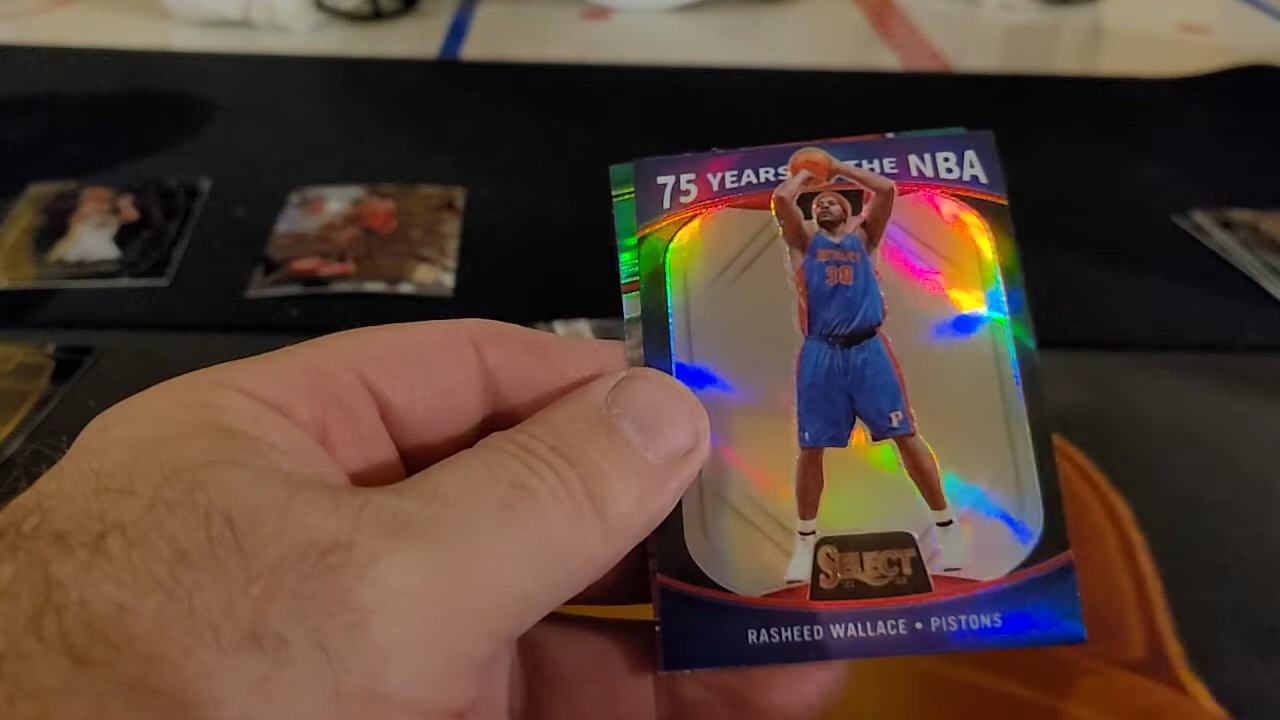 75 YEARS THE NBA
30
P
SELECT
RASHEED WALLACE • PISTONS